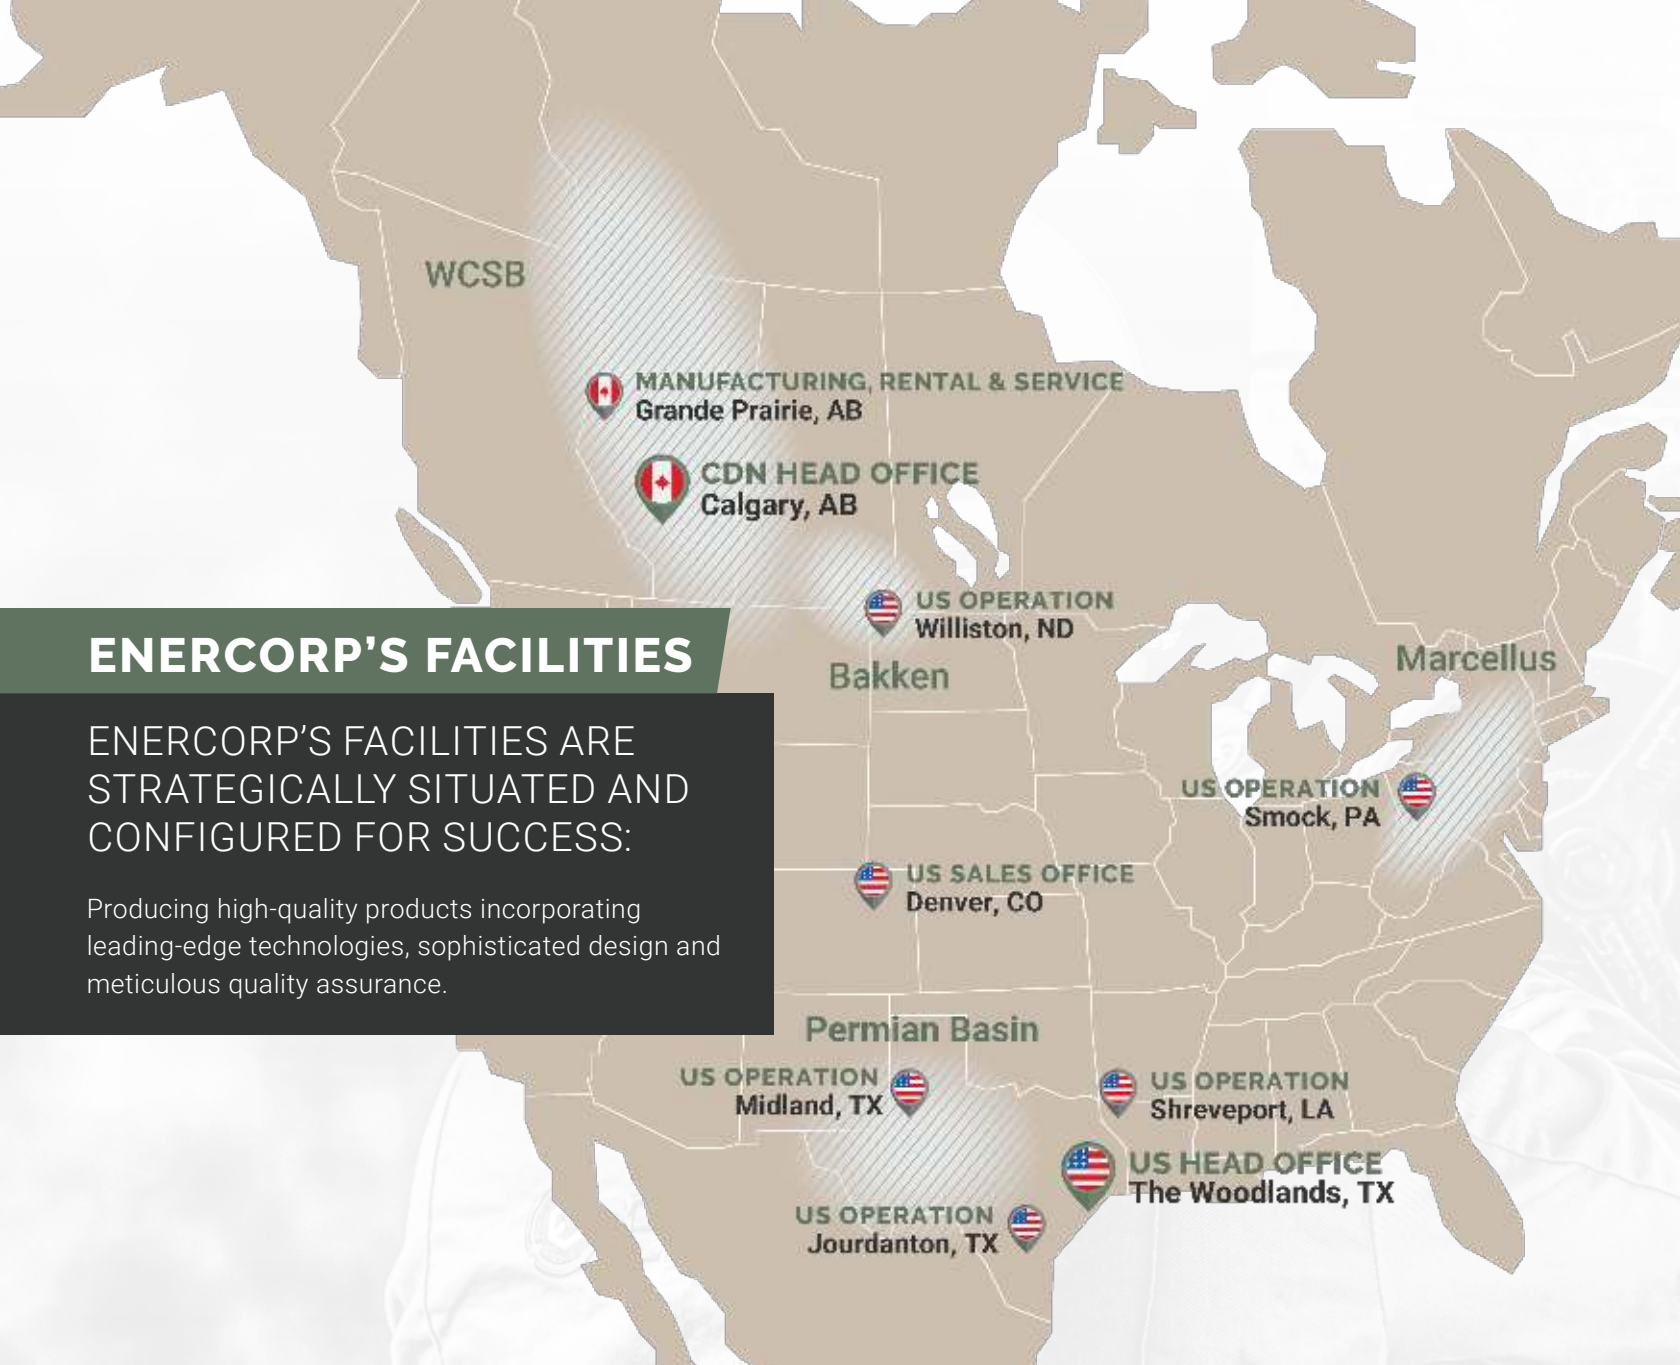 WCSB
MANUFACTURING, RENTAL & SERVICE
Grande Prairie, AB
CDN HEAD OFFICE
Calgary, AB
US OPERATION
Williston, ND
Bakken
Marcellus
ENERCORP’S FACILITIES
ENERCORP’S FACILITIES ARE
STRATEGICALLY SITUATED AND
CONFIGURED FOR SUCCESS:
Producing high-quality products incorporating
leading-edge technologies, sophisticated design and
meticulous quality assurance.
US OPERATION
Smock, PA
US SALES OFFICE
Denver, CO
Permian Basin
US OPERATION
Midland, TX
US OPERATION
Shreveport, LA
US HEAD OFFICE
The Woodlands, TX
US OPERATION
Jourdanton, TX